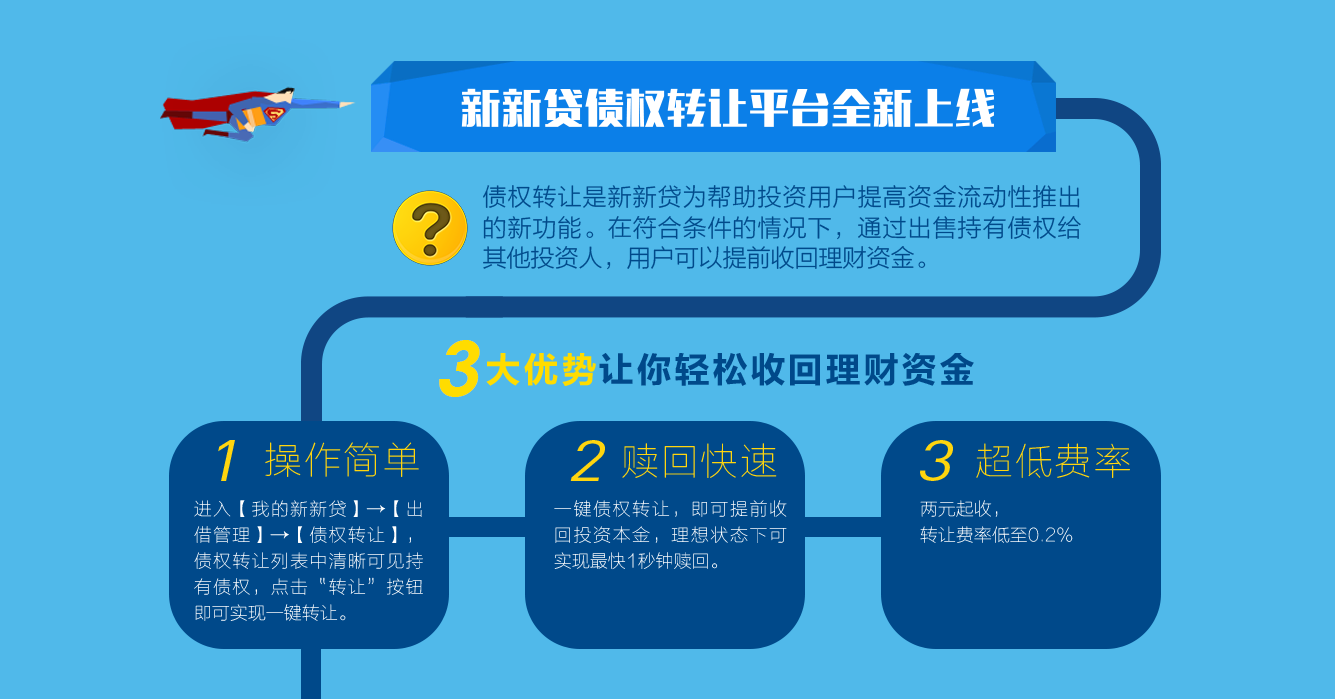 新新贷债权转让平台全新上线
债权转让是新新贷为帮助投资用户提高资金流动性推出
的新功能。在符合条件的情况下，通过出售持有债权给
其他投资人，用户可以提前收回理财资金。
3大优势让你轻松收回理财资金
1 操作简单
进入【我的新新贷】→【出
借管理】→【债权转让】，
债权转让列表中清晰可见持
有债权，点击“转让”按钮
即可实现一键转让。
2 赎回快速
一键债权转让，即可提前收
回投资本金，理想状态下可
实现最快1秒钟赎回。
3 超低费率
两元起收，
转让费率低至0.2%